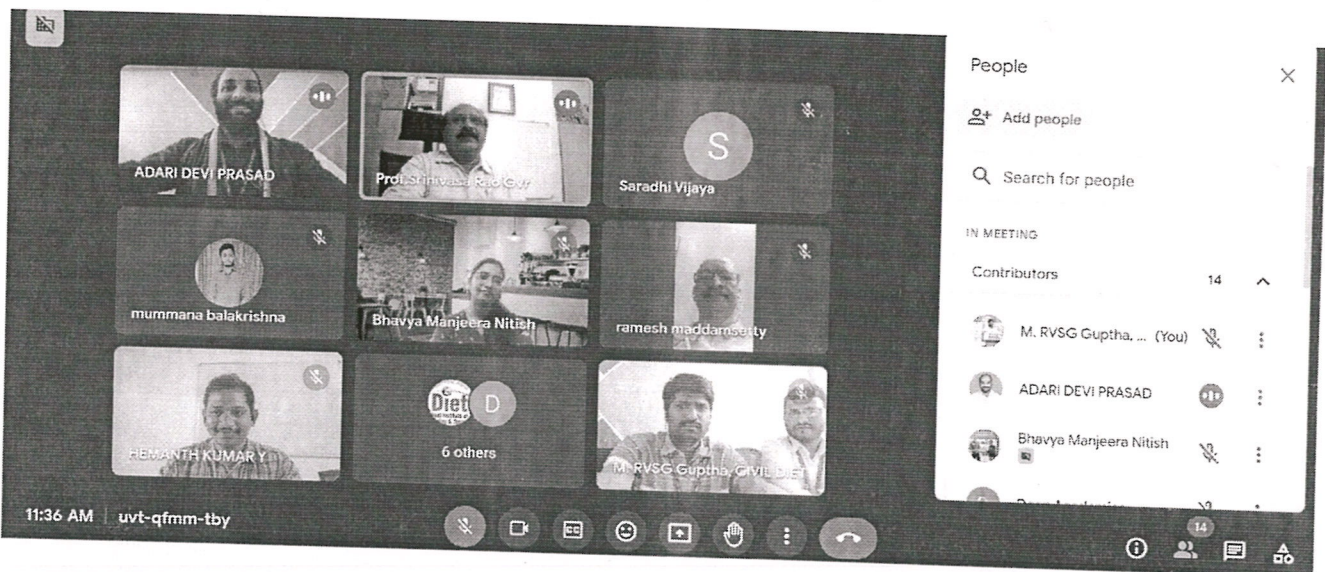 ADARI DEVI PRASAD
Prof. Srinivasa Rao Gvr
S
Saradhi Vijaya
mummana balakrishna
Bhavya Manjeera Nitish
ramesh maddamsetty
HEMANTH KUMAR Y
Diet
D
6 others
M. RVSG Guptha, CIVIL DIET
11:36 AM | uvt-qfmm-tby
CC
14
People
Add people
Search for people
IN MEETING
Contributors 14
M. RVSG Guptha, ... (You)
ADARI DEVI PRASAD
Bhavya Manjeera Nitish